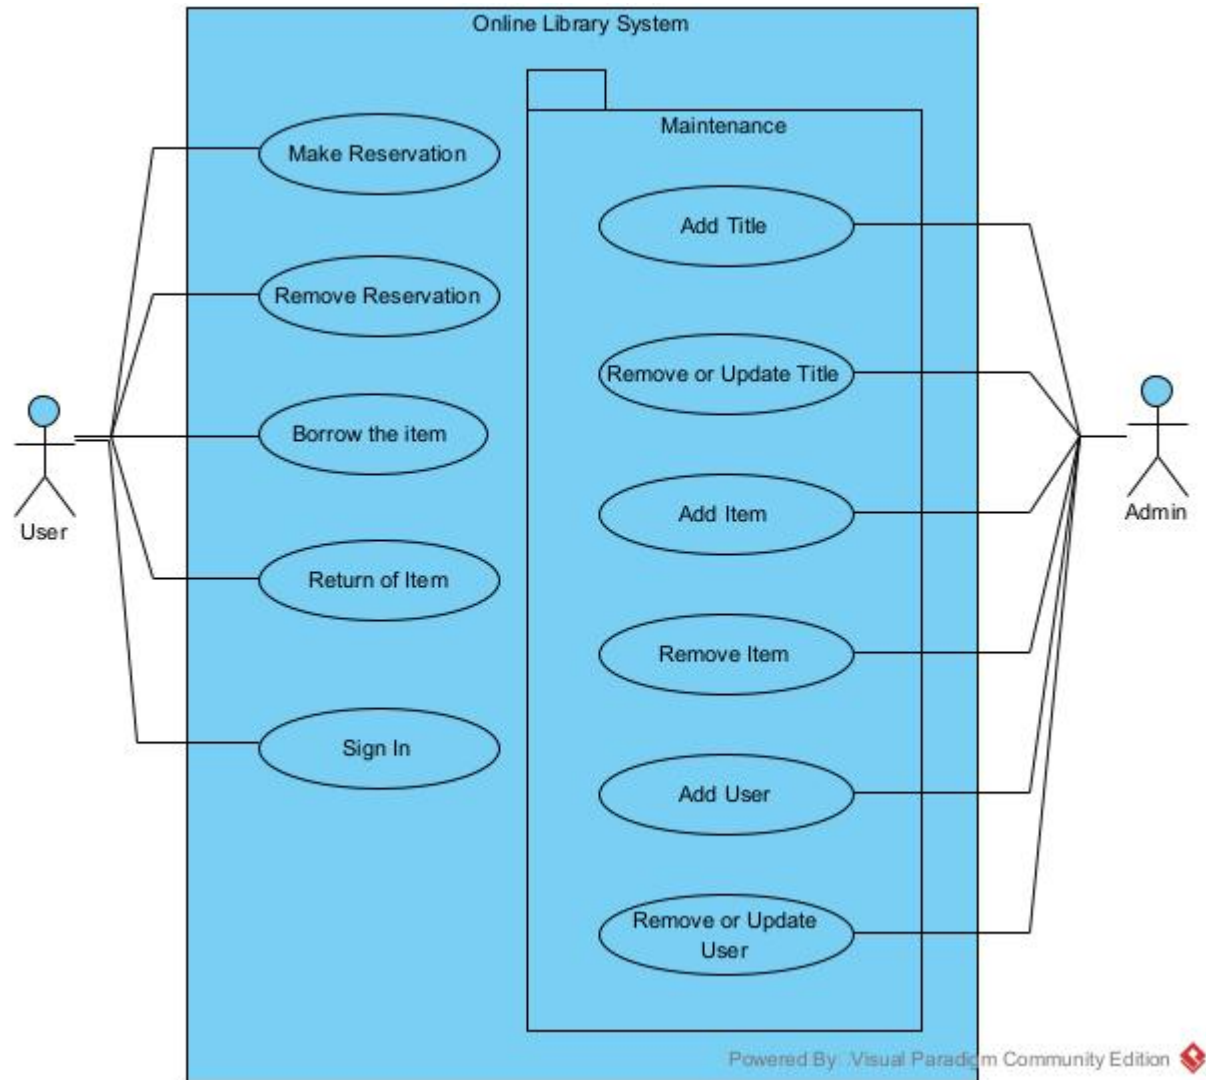 Online Library System
Maintenance
Make Reservation
Add Title
Remove Reservation
Remove or Update Title
Borrow the item
Add Item
User
Admin
Return of Item
Remove Item
Sign In
Add User
Remove or Update
User
Powered By Visual Paradigm Community Edition